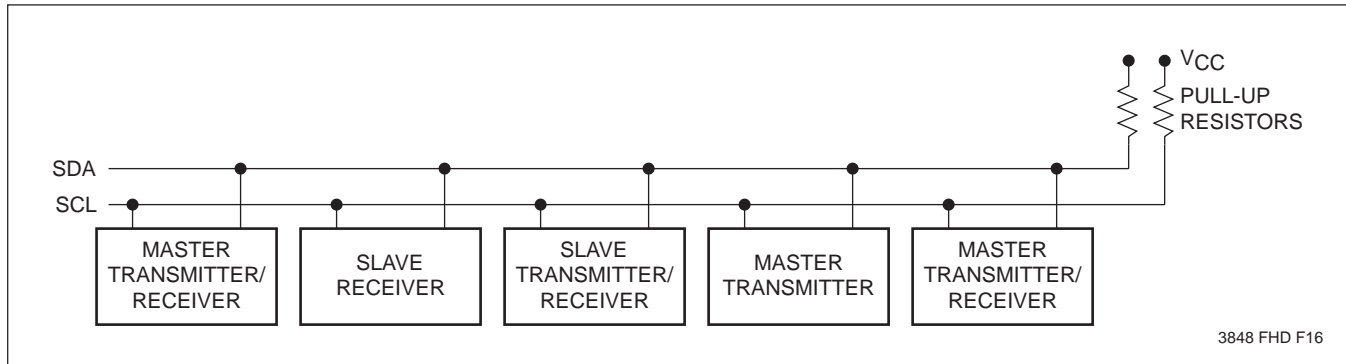 VCC
PULL-UP
RESISTORS
SDA
SCL
MASTER
TRANSMITTER/
RECEIVER
SLAVE
RECEIVER
SLAVE
TRANSMITTER/
RECEIVER
MASTER
TRANSMITTER
MASTER
TRANSMITTER/
RECEIVER
3848 FHD F16